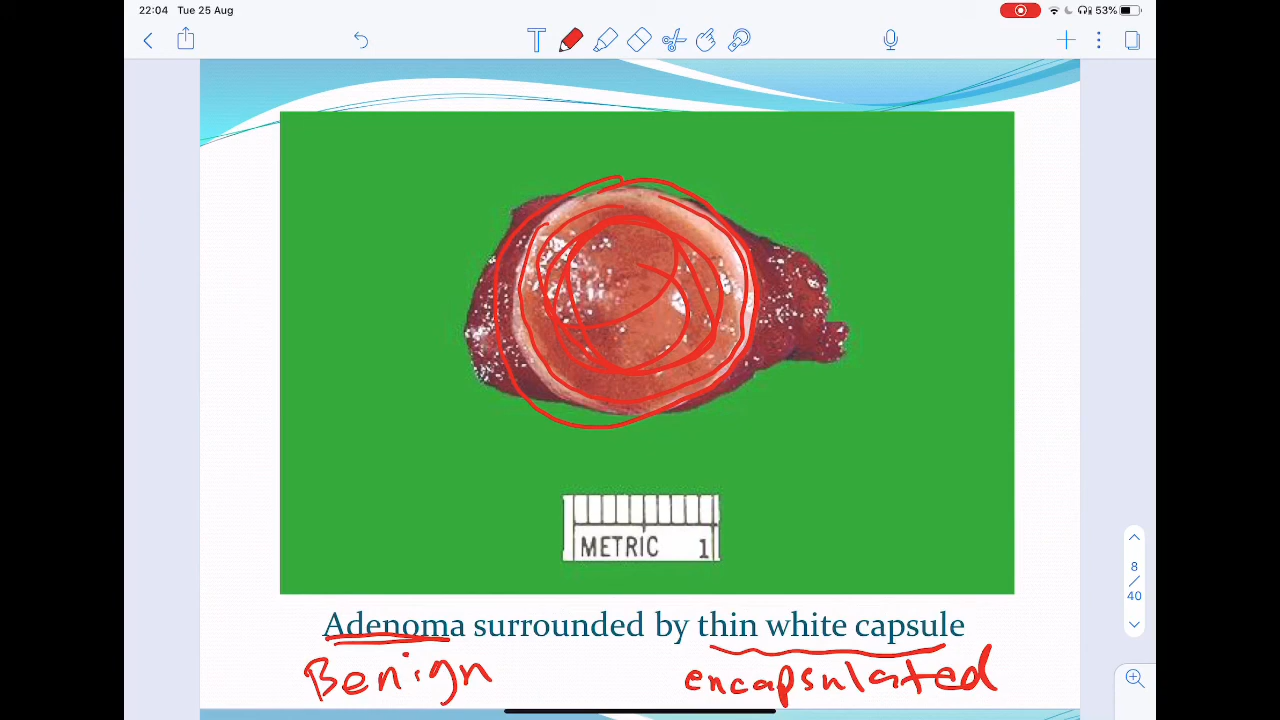 22:04 Tue 25 Aug 53%
T
METRIC 1
8
/
40
Adenoma surrounded by thin white capsule
Benign encapsulated